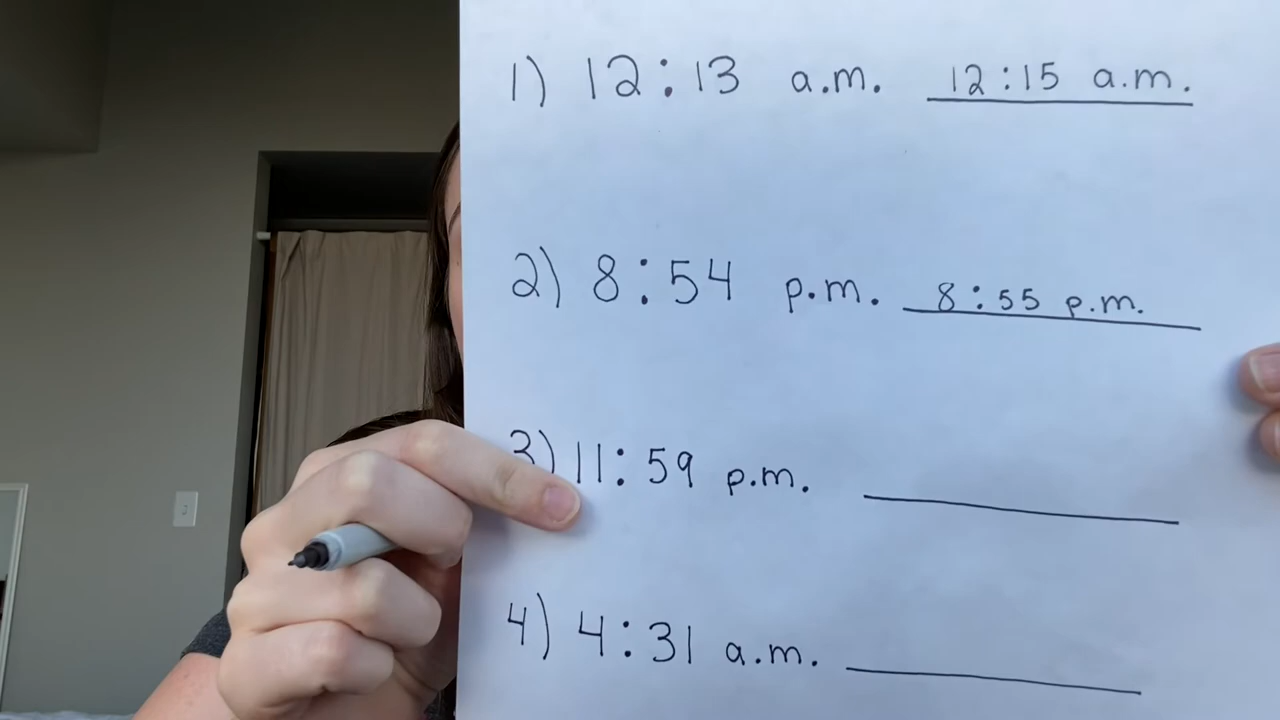 1) 12:13 a.m. 12:15 a.m.
2) 8:54 p.m. 8:55 p.m.
3) 11:59 p.m.
4) 4:31 a.m.